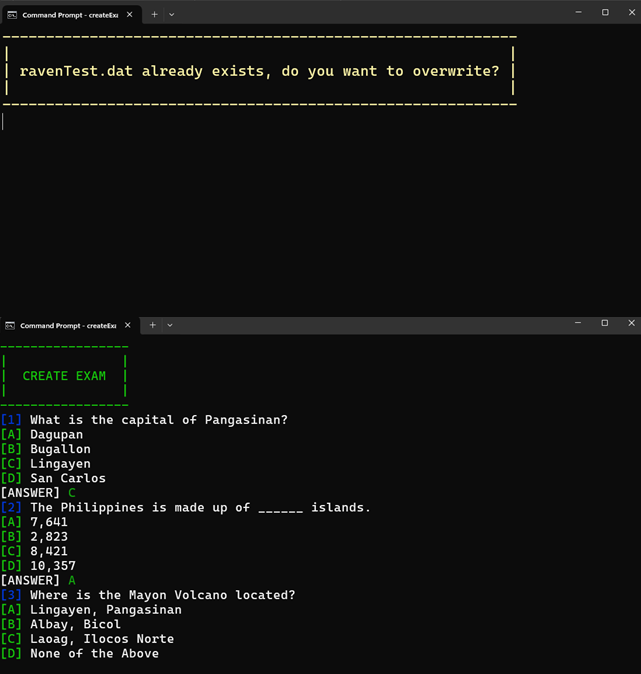 Command Prompt - createExa
ravenTest.dat already exists, do you want to overwrite?
Command Prompt - createExa
CREATE EXAM
[1] What is the capital of Pangasinan?
[A] Dagupan
[B] Bugallon
[C] Lingayen
[D] San Carlos
[ANSWER] C
[2] The Philippines is made up of ______ islands.
[A] 7,641
[B] 2,823
[C] 8,421
[D] 10,357
[ANSWER] A
[3] Where is the Mayon Volcano located?
[A] Lingayen, Pangasinan
[B] Albay, Bicol
[C] Laoag, Ilocos Norte
[D] None of the Above